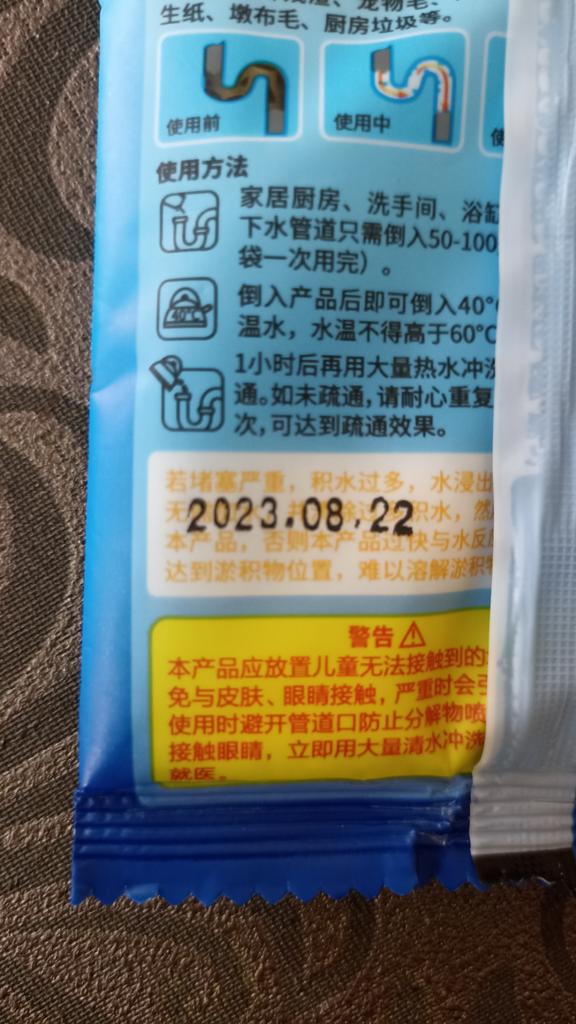 生纸、墩布毛、厨房垃圾等。
使用前
使用中
使用方法
家居厨房、洗手间、浴缸
下水管道只需倒入50-100
袋一次用完）。
40℃
倒入产品后即可倒入40°
温水，水温不得高于60°C
1小时后再用大量热水冲洗
通。如未疏通，请耐心重复
次，可达到疏通效果。
若堵塞严重，积水过多，水浸出
积水，然
2023.08.22
本产品，否则本产品过快与水反应
达到淤积物位置，难以溶解淤积物
警告
本产品应放置儿童无法接触到的
免与皮肤、眼睛接触，严重时会引
使用时避开管道口防止分解物喷
接触眼睛，立即用大量清水冲洗
就医。